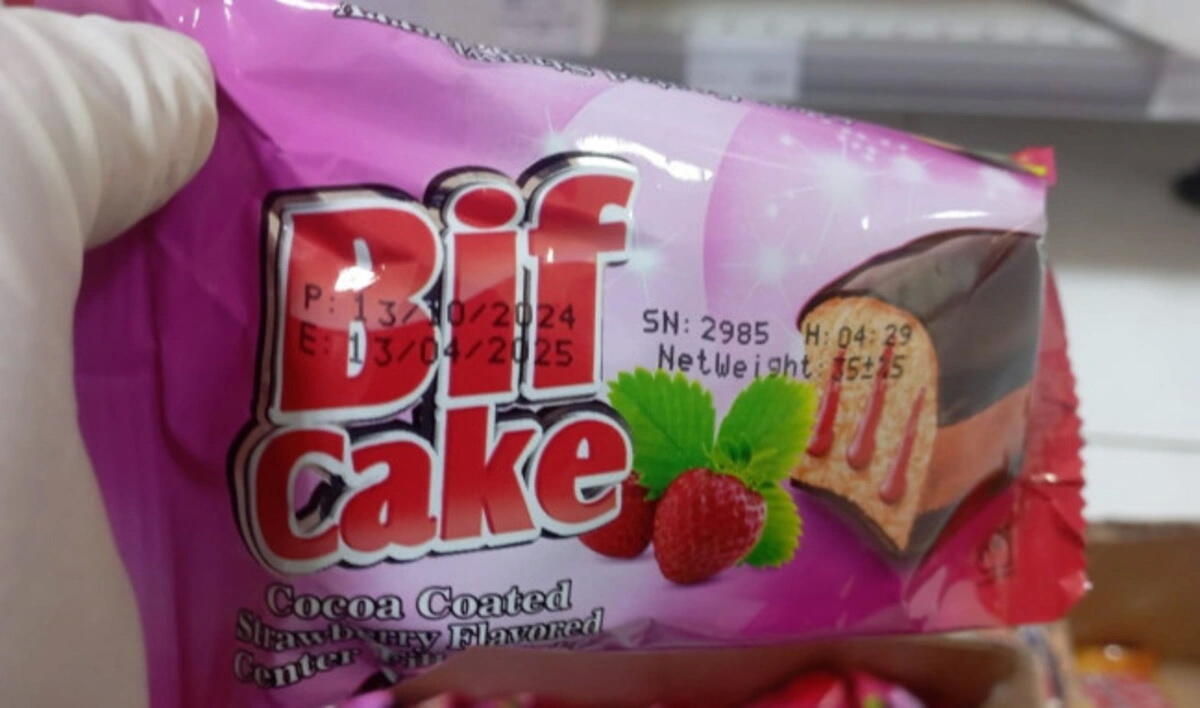 Bif
Cake
P: 13/10/2024
E: 13/04/2025
SN: 2985 H: 04:29
NetWeight: 35±%5
Cocoa Coated
Strawberry Flavored
Center